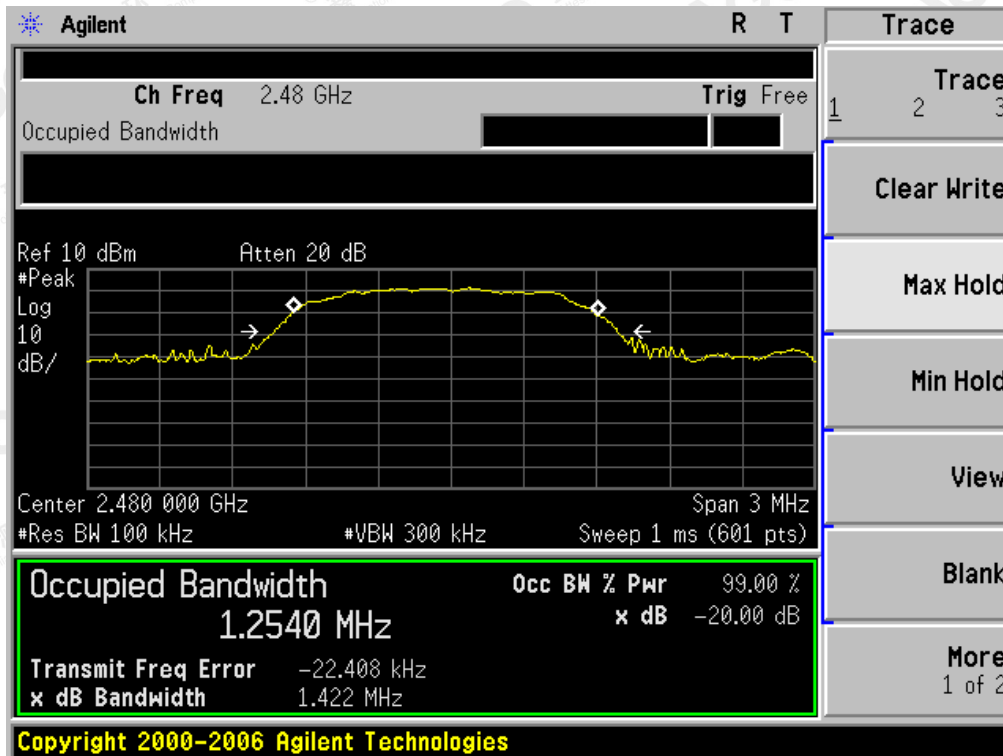 Agilent R T Trace
Ch Freq 2.48 GHz Trig Free
Occupied Bandwidth
Trace
1 2 3
Clear Write
Max Hold
Min Hold
View
Blank
More
1 of 2
Ref 10 dBm Atten 20 dB
#Peak
Log
10
dB/
Center 2.480 000 GHz Span 3 MHz
#Res BW 100 kHz #VBW 300 kHz Sweep 1 ms (601 pts)
Occupied Bandwidth Occ BW % Pwr 99.00 %
1.2540 MHz x dB -20.00 dB
Transmit Freq Error -22.408 kHz
x dB Bandwidth 1.422 MHz
Copyright 2000-2006 Agilent Technologies